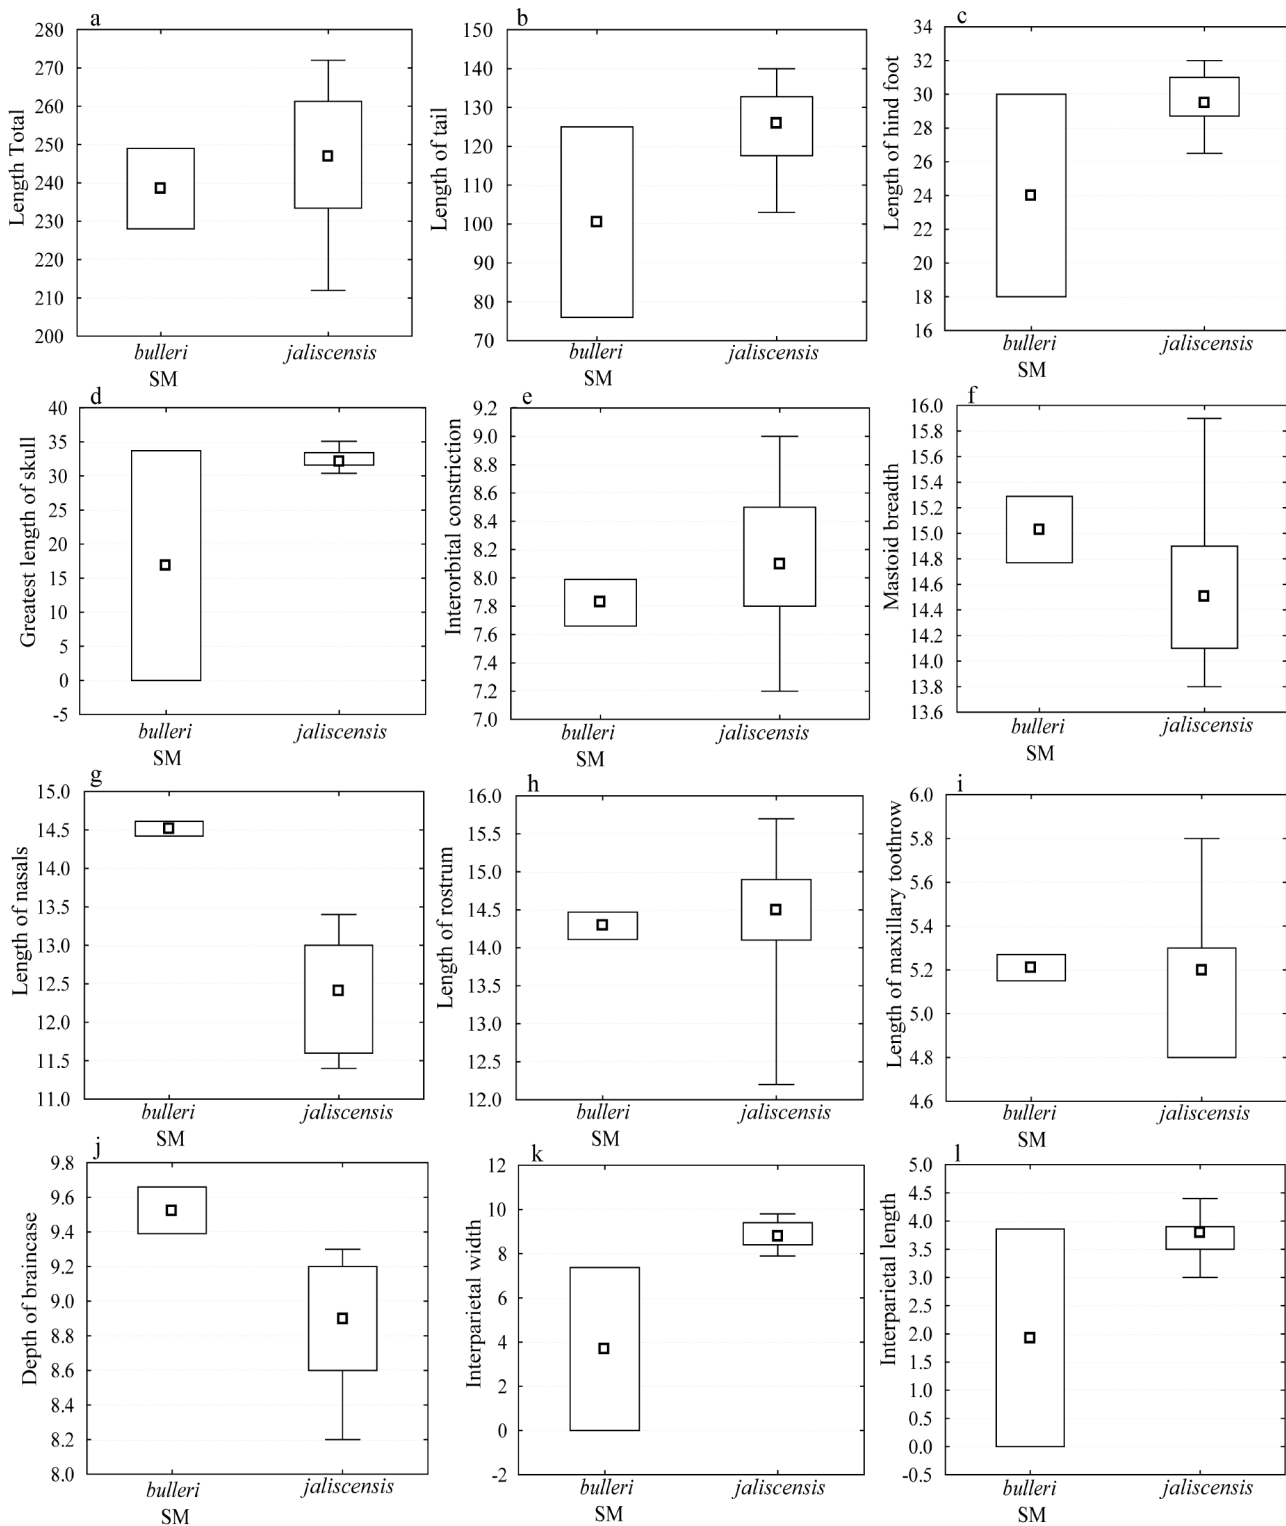 a
Length Total
280
270
260
250
240
230
220
210
200
bulleri
jaliscensis
SM
b
Length of tail
150
140
130
120
110
100
90
80
70
bulleri
jaliscensis
SM
c
Length of hind foot
34
32
30
28
26
24
22
20
18
16
bulleri
jaliscensis
SM
d
Greatest length of skull
40
35
30
25
20
15
10
5
0
-5
bulleri
jaliscensis
SM
e
Interorbital constriction
9.2
9.0
8.8
8.6
8.4
8.2
8.0
7.8
7.6
7.4
7.2
7.0
bulleri
jaliscensis
SM
f
Mastoid breadth
16.0
15.8
15.6
15.4
15.2
15.0
14.8
14.6
14.4
14.2
14.0
13.8
13.6
bulleri
jaliscensis
SM
g
Length of nasals
15.0
14.5
14.0
13.5
13.0
12.5
12.0
11.5
11.0
bulleri
jaliscensis
SM
h
Length of rostrum
16.0
15.5
15.0
14.5
14.0
13.5
13.0
12.5
12.0
bulleri
jaliscensis
SM
i
Length of maxillary toothrow
6.0
5.8
5.6
5.4
5.2
5.0
4.8
4.6
bulleri
jaliscensis
SM
j
Depth of braincase
9.8
9.6
9.4
9.2
9.0
8.8
8.6
8.4
8.2
8.0
bulleri
jaliscensis
SM
k
Interparietal width
12
10
8
6
4
2
0
-2
bulleri
jaliscensis
SM
l
Interparietal length
5.0
4.5
4.0
3.5
3.0
2.5
2.0
1.5
1.0
0.5
0.0
-0.5
bulleri
jaliscensis
SM